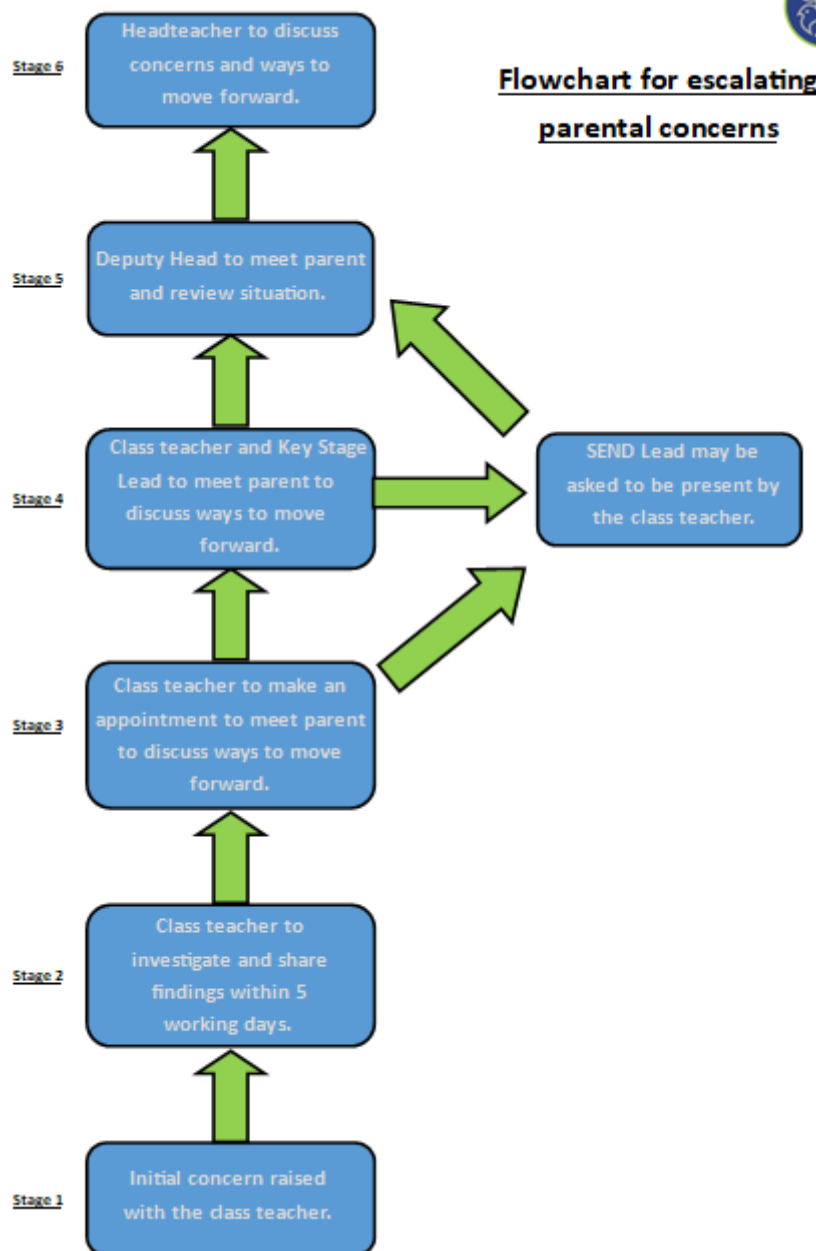 Flowchart for escalating
parental concerns
Stage 6
Headteacher to discuss
concerns and ways to
move forward.
Stage 5
Deputy Head to meet parent
and review situation.
Stage 4
Class teacher and Key Stage
Lead to meet parent to
discuss ways to move
forward.
SEND Lead may be
asked to be present by
the class teacher.
Stage 3
Class teacher to make an
appointment to meet parent
to discuss ways to move
forward.
Stage 2
Class teacher to
investigate and share
findings within 5
working days.
Stage 1
Initial concern raised
with the class teacher.